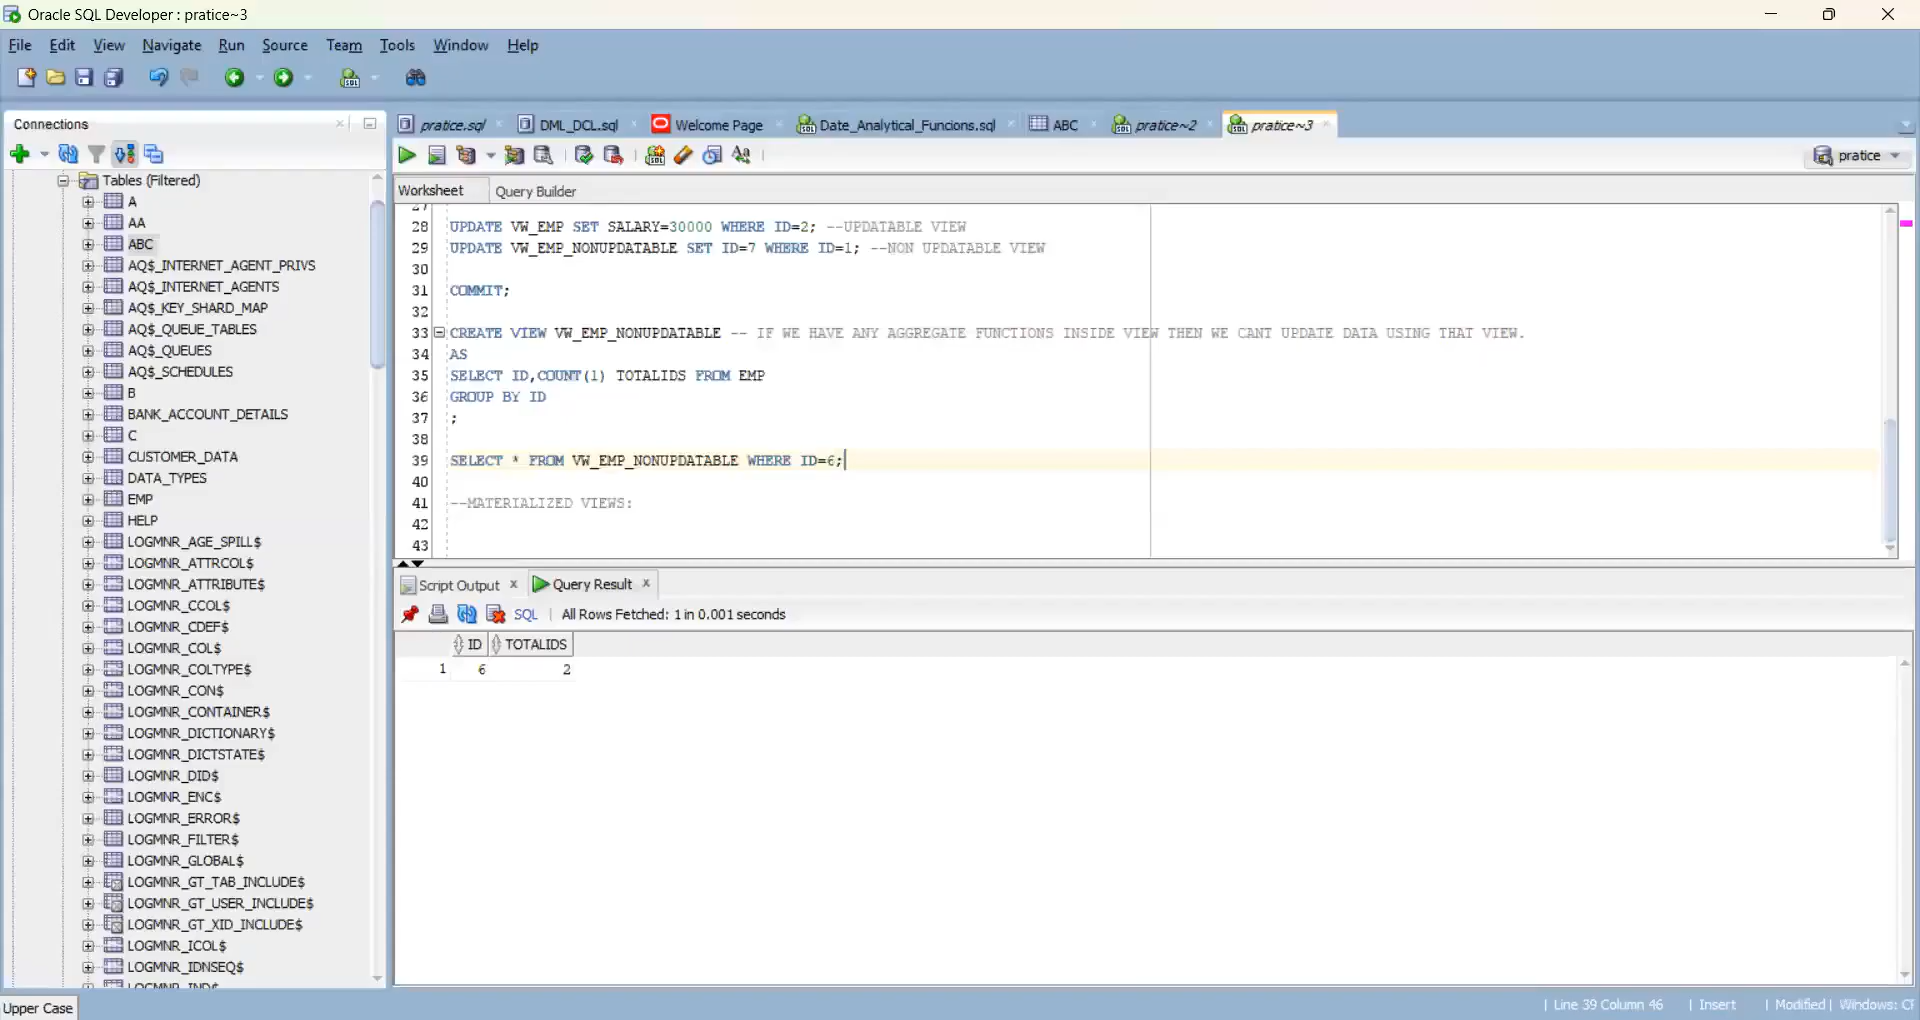 Oracle SQL Developer : pratice~3
File Edit View Navigate Run Source Team Tools Window Help
Connections
pratice.sql DML_DCL.sql Welcome Page Date_Analytical_Funcions.sql ABC pratice~2 pratice~3
pratice
Worksheet Query Builder
Tables (Filtered)
A
AA
ABC
AQ$_INTERNET_AGENT_PRIVS
AQ$_INTERNET_AGENTS
AQ$_KEY_SHARD_MAP
AQ$_QUEUE_TABLES
AQ$_QUEUES
AQ$_SCHEDULES
B
BANK_ACCOUNT_DETAILS
C
CUSTOMER_DATA
DATA_TYPES
EMP
HELP
LOGMNR_AGE_SPILL$
LOGMNR_ATTRCOL$
LOGMNR_ATTRIBUTE$
LOGMNR_CCOL$
LOGMNR_CDEF$
LOGMNR_COL$
LOGMNR_COLTYPE$
LOGMNR_CON$
LOGMNR_CONTAINER$
LOGMNR_DICTIONARY$
LOGMNR_DICTSTATE$
LOGMNR_DID$
LOGMNR_ENC$
LOGMNR_ERROR$
LOGMNR_FILTER$
LOGMNR_GLOBAL$
LOGMNR_GT_TAB_INCLUDE$
LOGMNR_GT_USER_INCLUDE$
LOGMNR_GT_XID_INCLUDE$
LOGMNR_ICOL$
LOGMNR_IDNSEQ$
LOGMNR_IND$
27
28 UPDATE VW_EMP SET SALARY=30000 WHERE ID=2; --UPDATABLE VIEW
29 UPDATE VW_EMP_NONUPDATABLE SET ID=7 WHERE ID=1; --NON UPDATABLE VIEW
30
31 COMMIT;
32
33 CREATE VIEW VW_EMP_NONUPDATABLE -- IF WE HAVE ANY AGGREGATE FUNCTIONS INSIDE VIEW THEN WE CANT UPDATE DATA USING THAT VIEW.
34 AS
35 SELECT ID,COUNT(1) TOTALIDS FROM EMP
36 GROUP BY ID
37 ;
38
39 SELECT * FROM VW_EMP_NONUPDATABLE WHERE ID=6;
40
41 --MATERIALIZED VIEWS:
42
43
Script Output Query Result
SQL All Rows Fetched: 1 in 0.001 seconds
ID TOTALIDS
1 6 2
Upper Case
Line 39 Column 46 Insert Modified Windows: